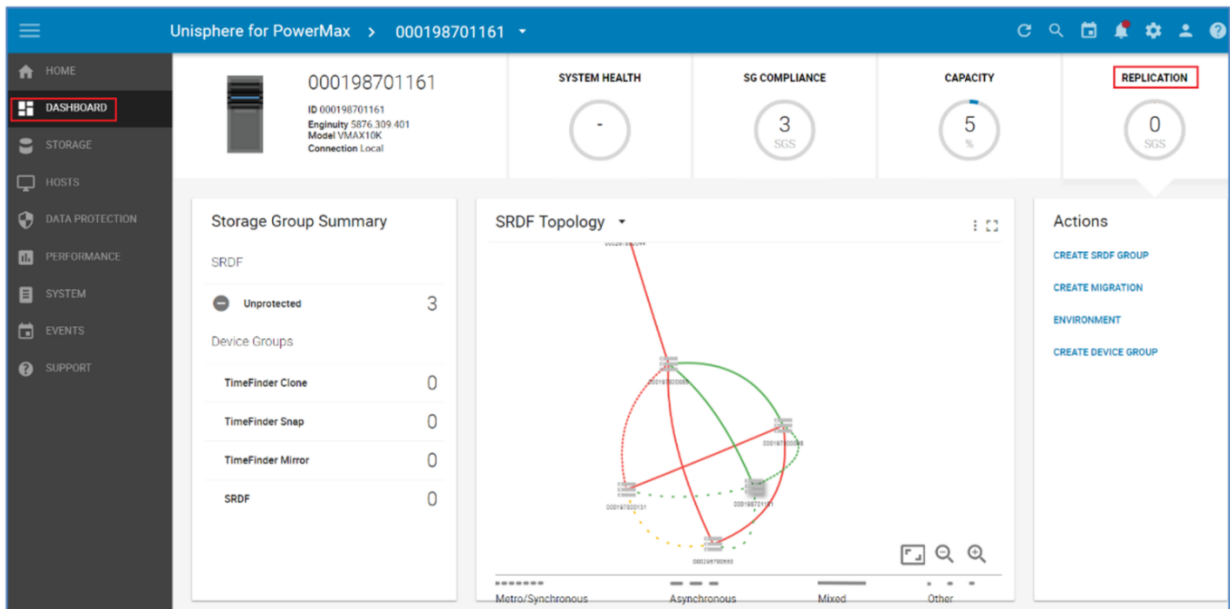 Unisphere for PowerMax > 000198701161
HOME
DASHBOARD
STORAGE
HOSTS
DATA PROTECTION
PERFORMANCE
SYSTEM
EVENTS
SUPPORT
000198701161
ID 000198701161
Enginuity 5876.309.401
Model VMAX10K
Connection Local
SYSTEM HEALTH
-
SG COMPLIANCE
3
SGS
CAPACITY
5
%
REPLICATION
0
SGS
Storage Group Summary
SRDF
Unprotected 3
Device Groups
TimeFinder Clone 0
TimeFinder Snap 0
TimeFinder Mirror 0
SRDF 0
SRDF Topology
000198701161
Metro/Synchronous Asynchronous Mixed Other
Actions
CREATE SRDF GROUP
CREATE MIGRATION
ENVIRONMENT
CREATE DEVICE GROUP